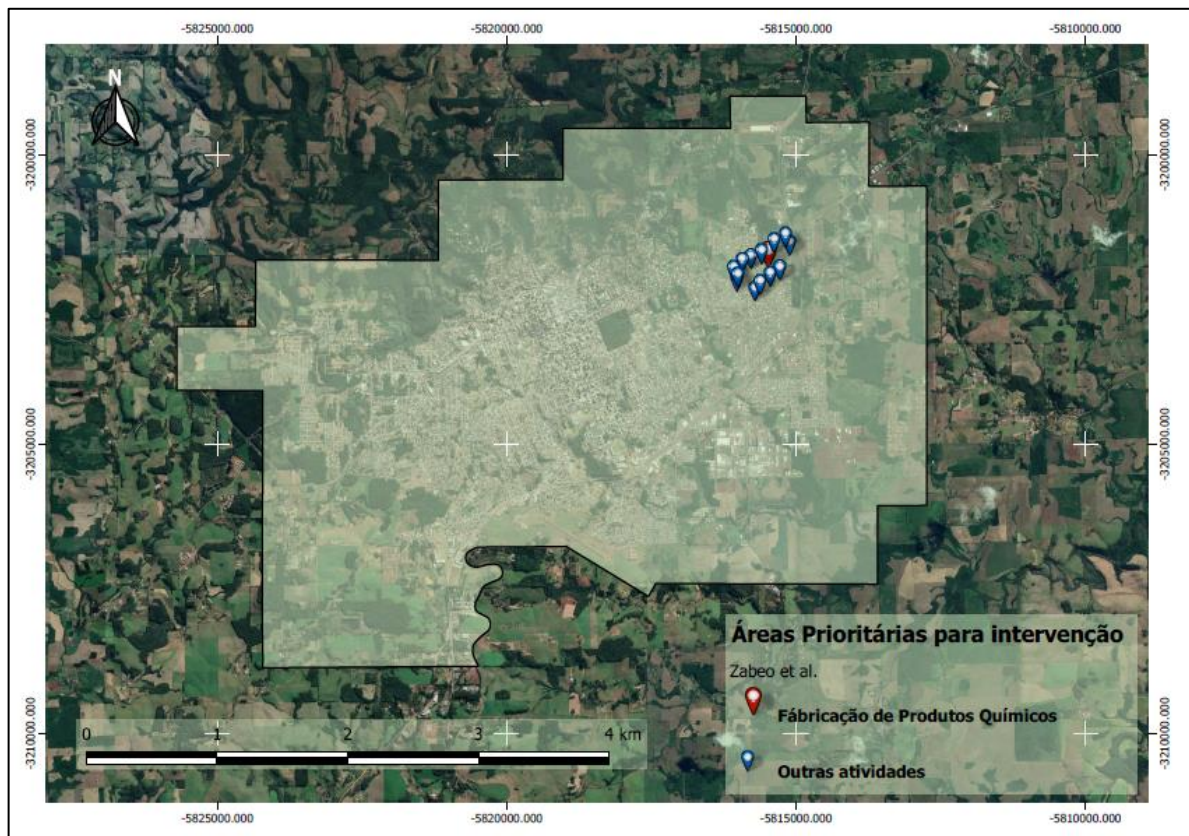 -5825000.000 -5820000.000 -5815000.000 -5810000.000
N
-3200000.000 -3200000.000
-3205000.000 -3205000.000
Áreas Prioritárias para intervenção
Zabeo et al.
Fábricação de Produtos Químicos
Outras atividades
0 1 2 3 4 km
-3210000.000 -3210000.000
-5825000.000 -5820000.000 -5815000.000 -5810000.000